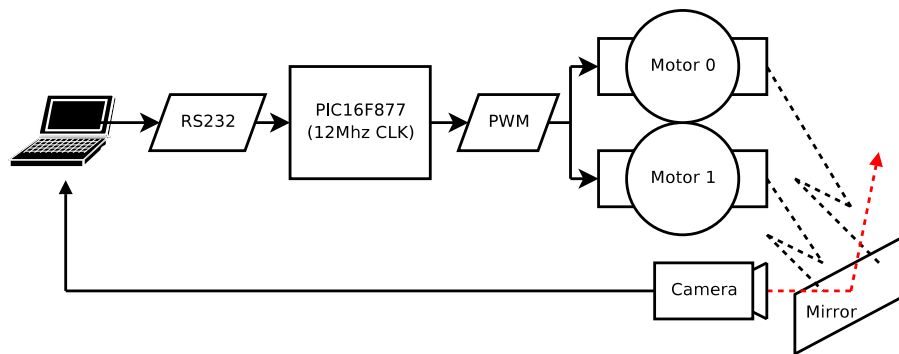 RS232
PIC16F877
(12Mhz CLK)
PWM
Motor 0
Motor 1
Camera
Mirror